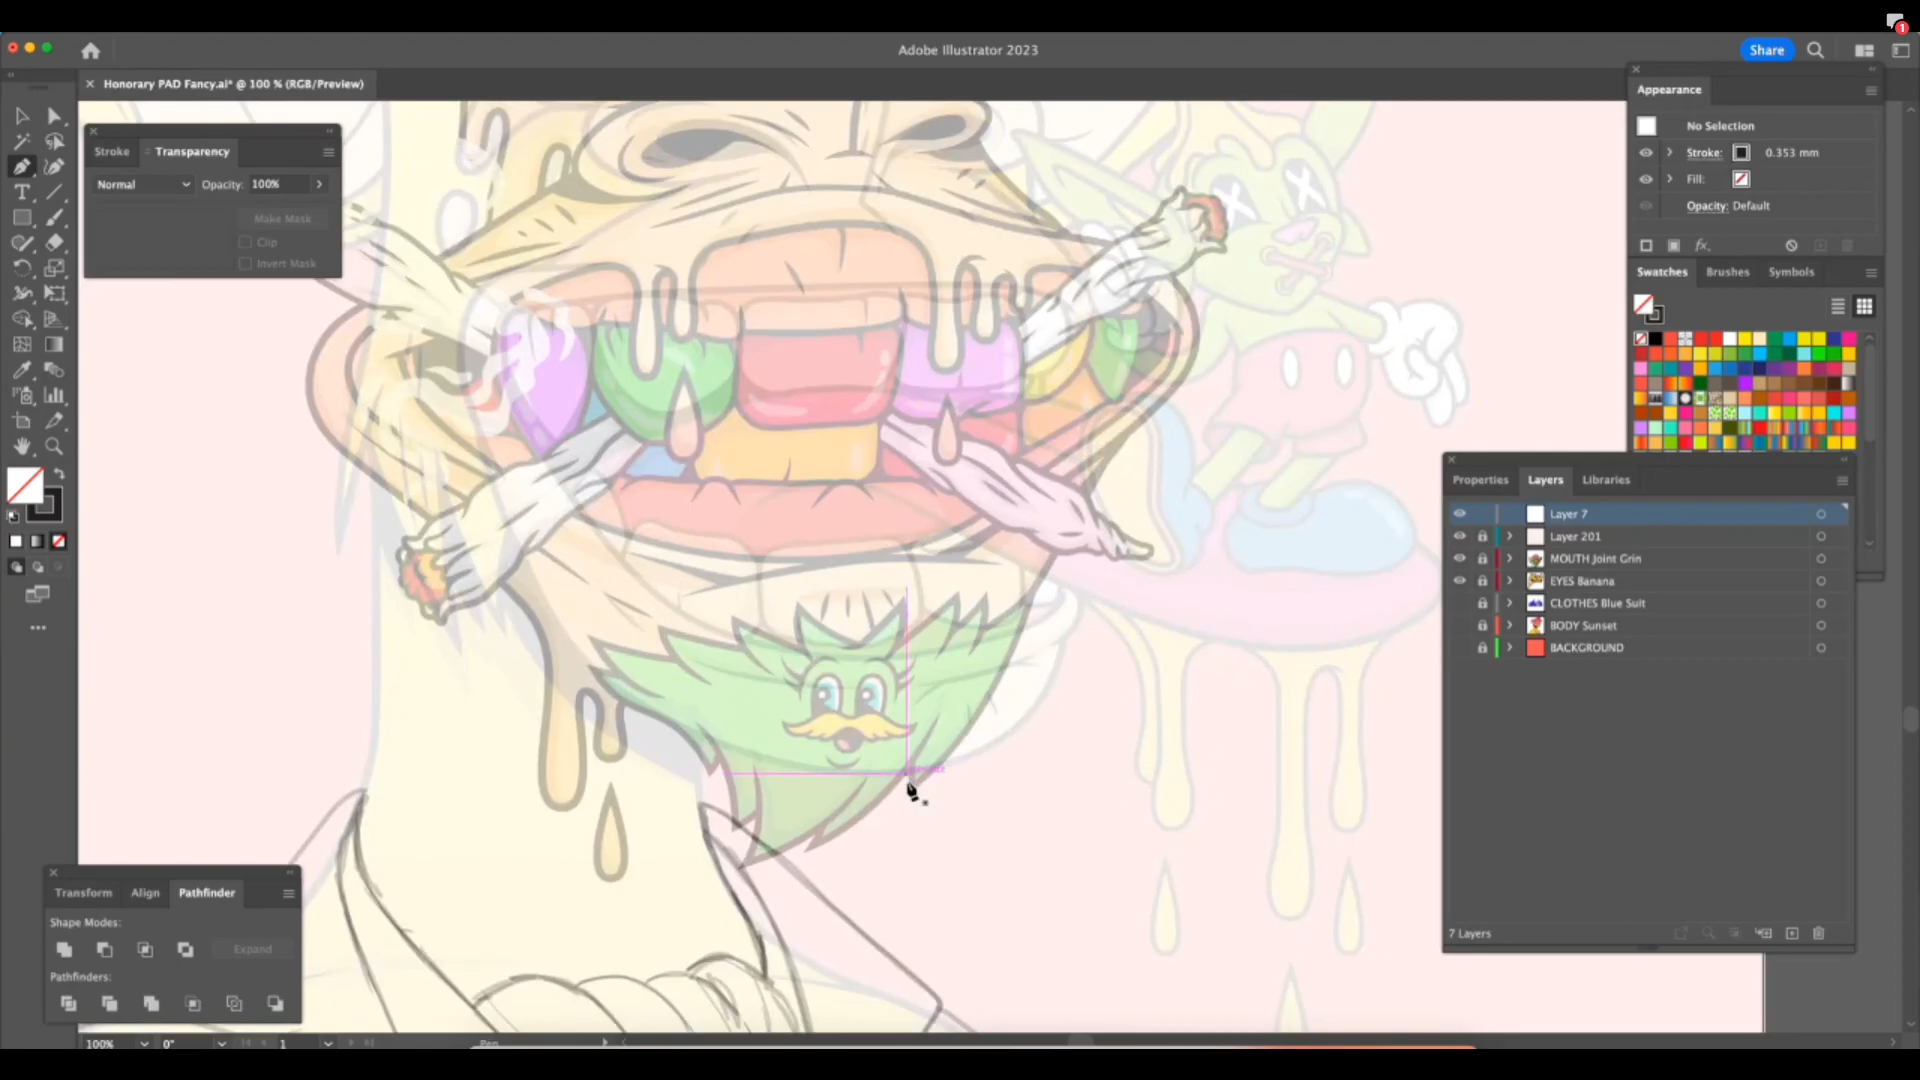 1
Adobe Illustrator 2023
Share
Honorary PAD Fancy.ai* @ 100 % (RGB/Preview)
Stroke
Transparency
Normal
Opacity:
100%
Make Mask
Clip
Invert Mask
Appearance
No Selection
Stroke:
0.353 mm
Fill:
Opacity: Default
fx
Swatches
Brushes
Symbols
Properties
Layers
Libraries
Layer 7
Layer 201
MOUTH Joint Grin
EYES Banana
CLOTHES Blue Suit
BODY Sunset
BACKGROUND
7 Layers
Transform
Align
Pathfinder
Shape Modes:
Expand
Pathfinders:
100%
0°
1
Pen